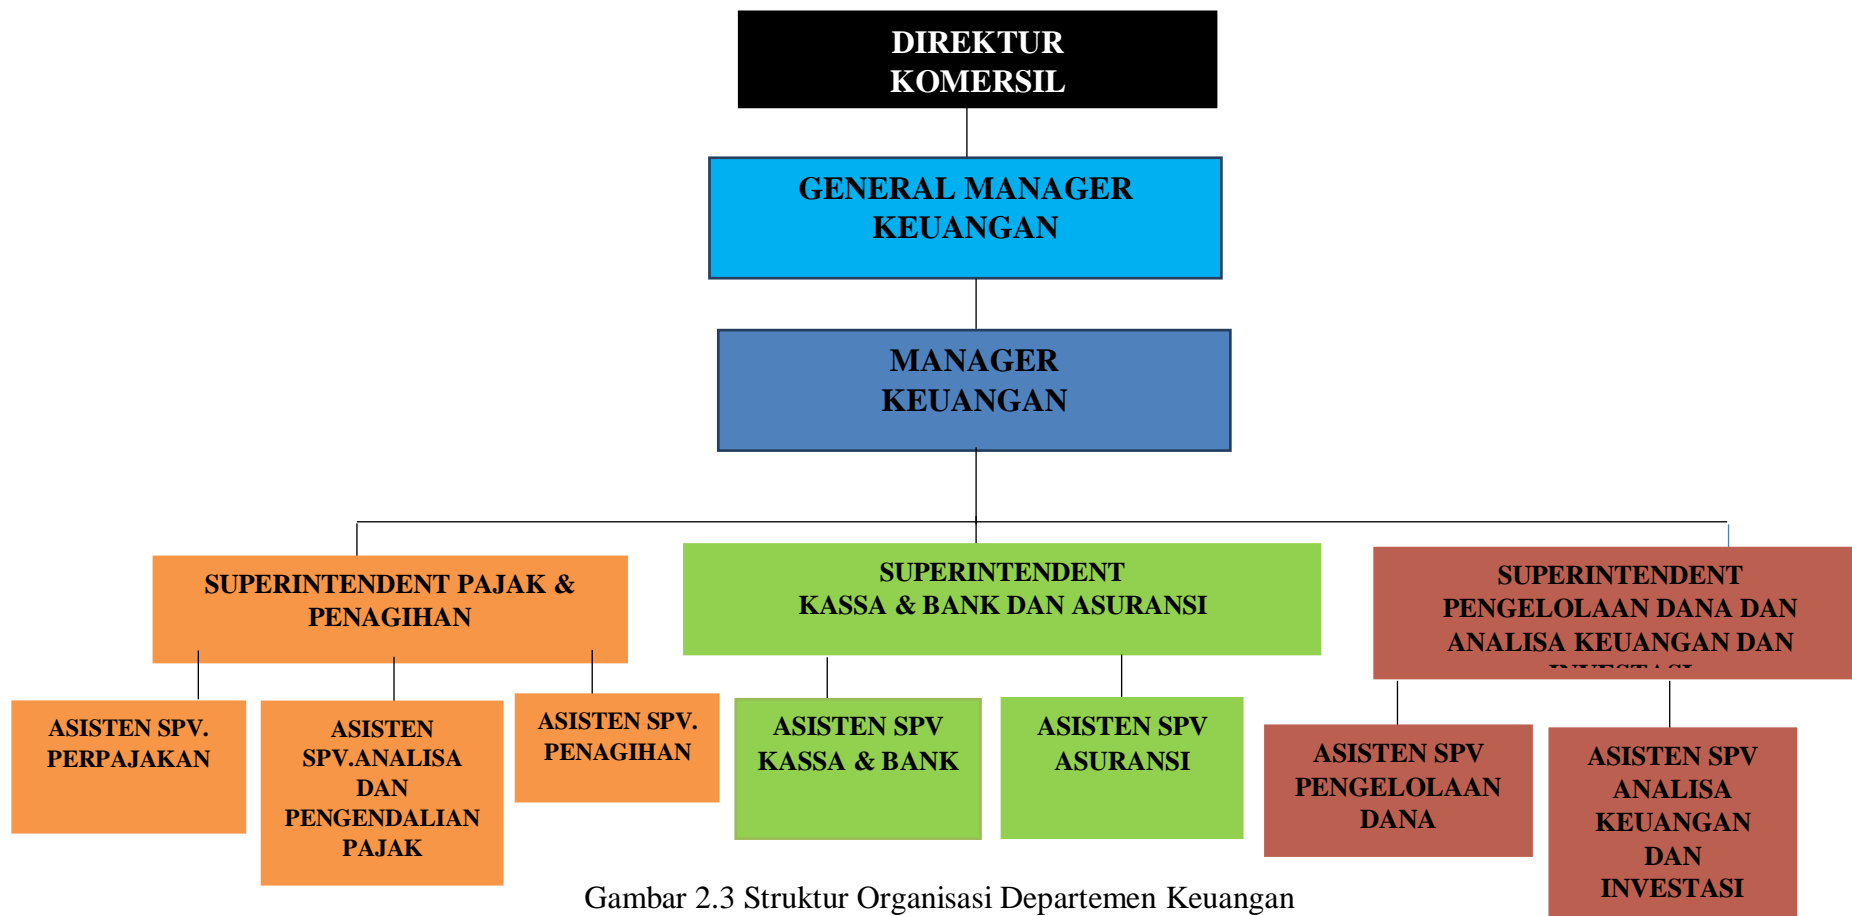 DIREKTUR
KOMERSIL
GENERAL MANAGER
KEUANGAN
MANAGER
KEUANGAN
SUPERINTENDENT PAJAK &
PENAGIHAN
SUPERINTENDENT
KASSA & BANK DAN ASURANSI
SUPERINTENDENT
PENGELOLAAN DANA DAN
ANALISA KEUANGAN DAN
INVESTASI
ASISTEN SPV.
PERPAJAKAN
ASISTEN
SPV.ANALISA
DAN
PENGENDALIAN
PAJAK
ASISTEN SPV.
PENAGIHAN
ASISTEN SPV
KASSA & BANK
ASISTEN SPV
ASURANSI
ASISTEN SPV
PENGELOLAAN
DANA
ASISTEN SPV
ANALISA
KEUANGAN
DAN
INVESTASI
Gambar 2.3 Struktur Organisasi Departemen Keuangan